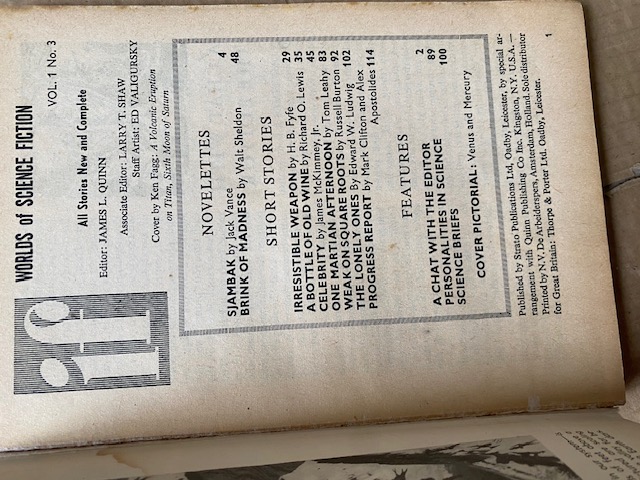 if
WORLDS of SCIENCE FICTION
VOL. 1 No. 3
All Stories New and Complete
Editor: JAMES L. QUINN
Associate Editor: LARRY T. SHAW
Staff Artist: ED VALIGURSKY
Cover by Ken Fagg: A Volcanic Eruption
on Titan, Sixth Moon of Saturn
NOVELETTES
SJAMBAK by Jack Vance 4
BRINK OF MADNESS by Walt Sheldon 48
SHORT STORIES
IRRESISTIBLE WEAPON by H. B. Fyfe 29
A BOTTLE OF OLD WINE by Richard O. Lewis 35
CELEBRITY by James McKimmey, Jr. 45
ONE MARTIAN AFTERNOON by Tom Leahy 83
WEAK ON SQUARE ROOTS by Russell Burton 92
THE LONELY ONES By Edward W. Ludwig 102
PROGRESS REPORT by Mark Clifton and Alex
Apostolides 114
FEATURES
A CHAT WITH THE EDITOR 2
PERSONALITIES IN SCIENCE 89
SCIENCE BRIEFS 100
COVER PICTORIAL: Venus and Mercury
Published by Strato Publications Ltd, Oadby, Leicester, by special ar-
rangement with Quinn Publishing Co Inc. Kingston, N.Y. U.S.A.—
Printed by N.V. De Arbeiderspers, Amsterdam, Holland. Sole distributor
for Great Britain: Thorpe & Porter Ltd. Oadby, Leicester.
1